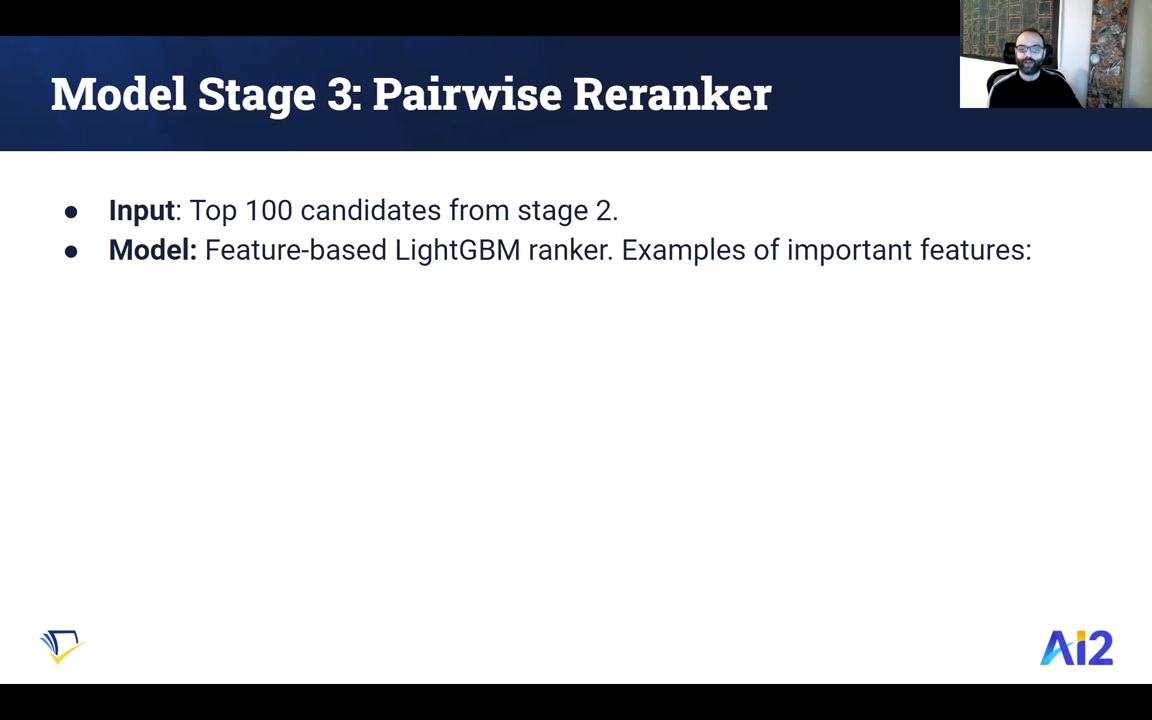 Model Stage 3: Pairwise Reranker
● Input: Top 100 candidates from stage 2.
● Model: Feature-based LightGBM ranker. Examples of important features:
Ai2